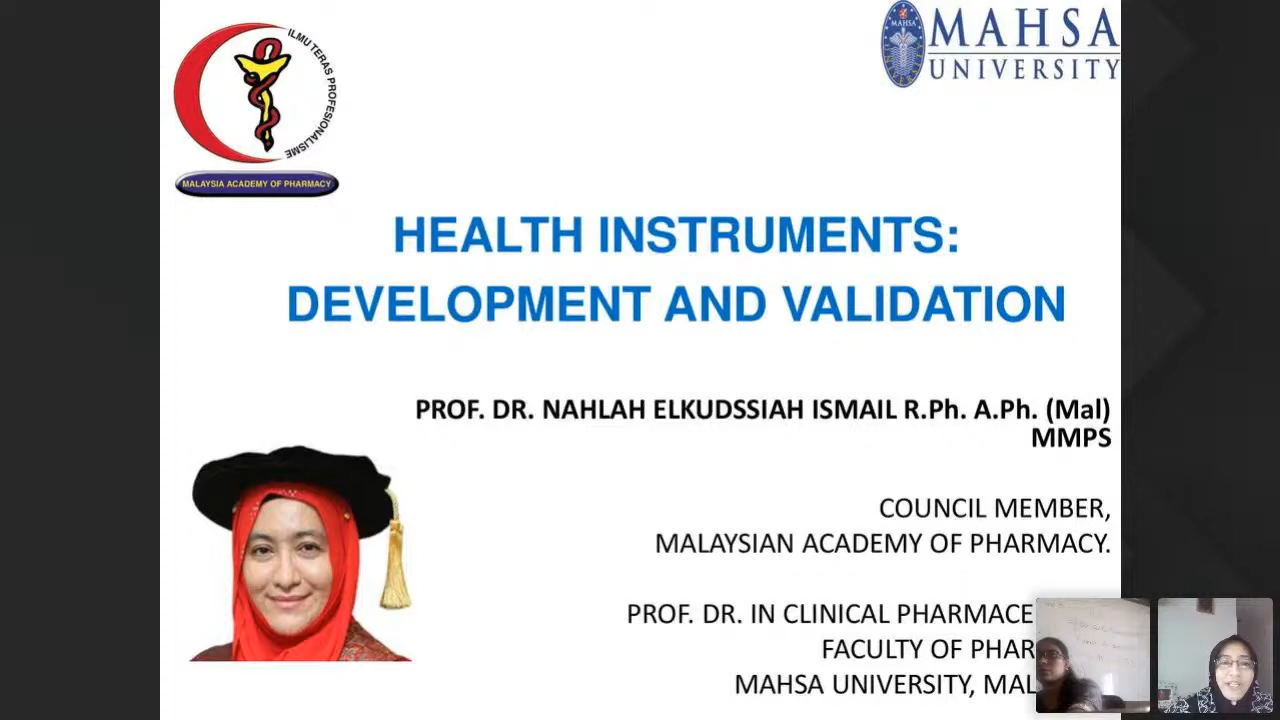 ILMU TERAS PROFESIONALISME
MALAYSIA ACADEMY OF PHARMACY
MAHSA
MAHSA
UNIVERSITY
HEALTH INSTRUMENTS:
DEVELOPMENT AND VALIDATION
PROF. DR. NAHLAH ELKUDSSIAH ISMAIL R.Ph. A.Ph. (Mal)
MMPS
COUNCIL MEMBER,
MALAYSIAN ACADEMY OF PHARMACY.
PROF. DR. IN CLINICAL PHARMACE
FACULTY OF PHAR
MAHSA UNIVERSITY, MAL